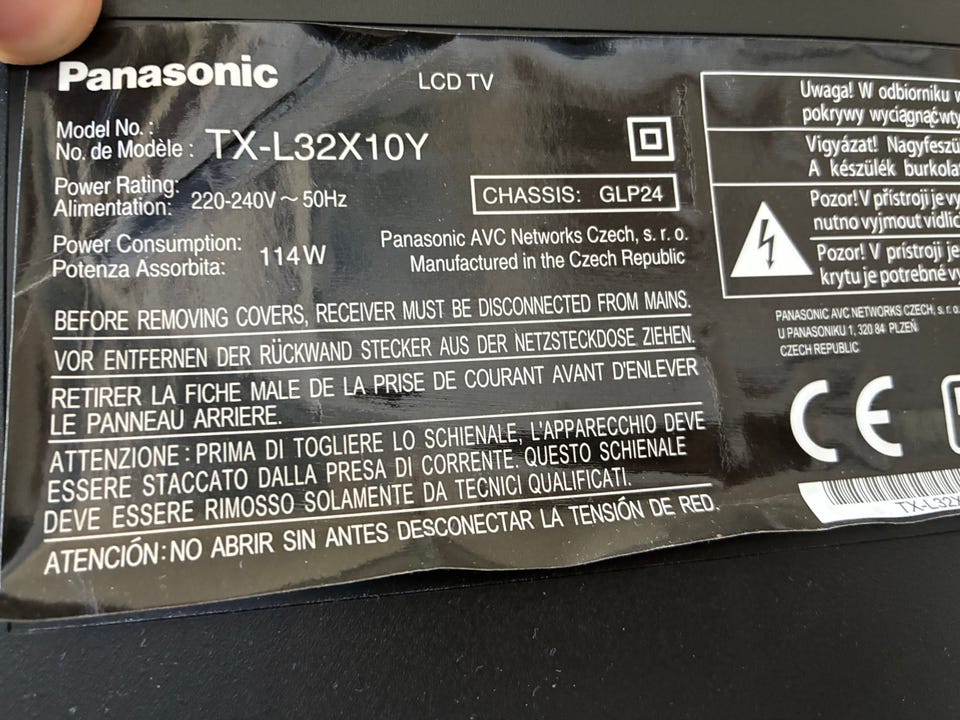 Panasonic
LCD TV
Model No. :
No. de Modèle : TX-L32X10Y
Power Rating:
Alimentation: 220-240V ~ 50Hz
CHASSIS: GLP24
Power Consumption:
Potenza Assorbita: 114 W
Panasonic AVC Networks Czech, s. r. o.
Manufactured in the Czech Republic
BEFORE REMOVING COVERS, RECEIVER MUST BE DISCONNECTED FROM MAINS.
VOR ENTFERNEN DER RÜCKWAND STECKER AUS DER NETZSTECKDOSE ZIEHEN.
RETIRER LA FICHE MALE DE LA PRISE DE COURANT AVANT D'ENLEVER
LE PANNEAU ARRIERE.
ATTENZIONE : PRIMA DI TOGLIERE LO SCHIENALE, L'APPARECCHIO DEVE
ESSERE STACCATO DALLA PRESA DI CORRENTE. QUESTO SCHIENALE
DEVE ESSERE RIMOSSO SOLAMENTE DA TECNICI QUALIFICATI.
ATENCIÓN: NO ABRIR SIN ANTES DESCONECTAR LA TENSIÓN DE RED.
Uwaga! W odbiorniku
pokrywy wyciągnąć
Vigyázat!
A készülék
Pozor! V přístroji je
nutno vyjmout
Pozor! V prístroji je
krytu je potrebné
PANASONIC AVC NETWORKS CZECH, s. r. o.
U PANASONIKU 1, 320 84 PLZEŇ
CZECH REPUBLIC
CE
TX-L32